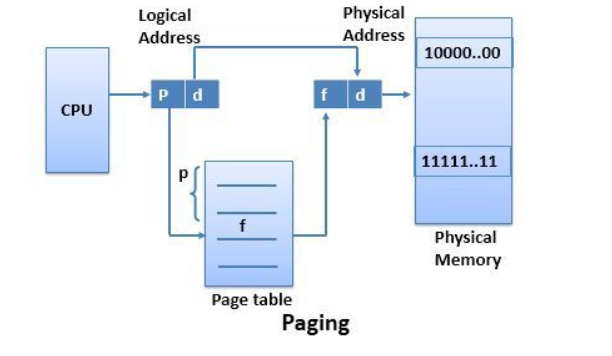 Logical
Address
Physical
Address
10000..00
CPU
P d
f d
11111..11
p
f
Physical
Memory
Page table
Paging